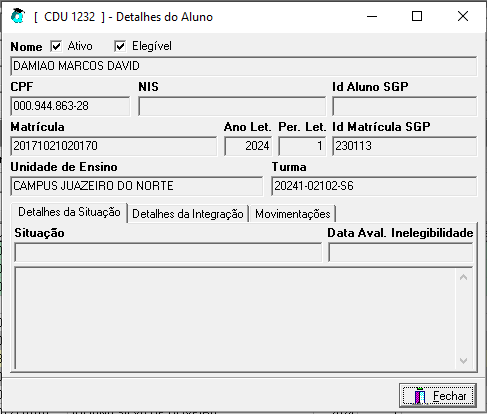 [ CDU 1232 ] - Detalhes do Aluno
Nome Ativo Elegível
DAMIAO MARCOS DAVID
CPF NIS Id Aluno SGP
000.944.863-28
Matrícula Ano Let. Per. Let. Id Matrícula SGP
20171021020170 2024 1 230113
Unidade de Ensino Turma
CAMPUS JUAZEIRO DO NORTE 20241-02102-S6
Detalhes da Situação Detalhes da Integração Movimentações
Situação Data Aval. Inelegibilidade
Fechar